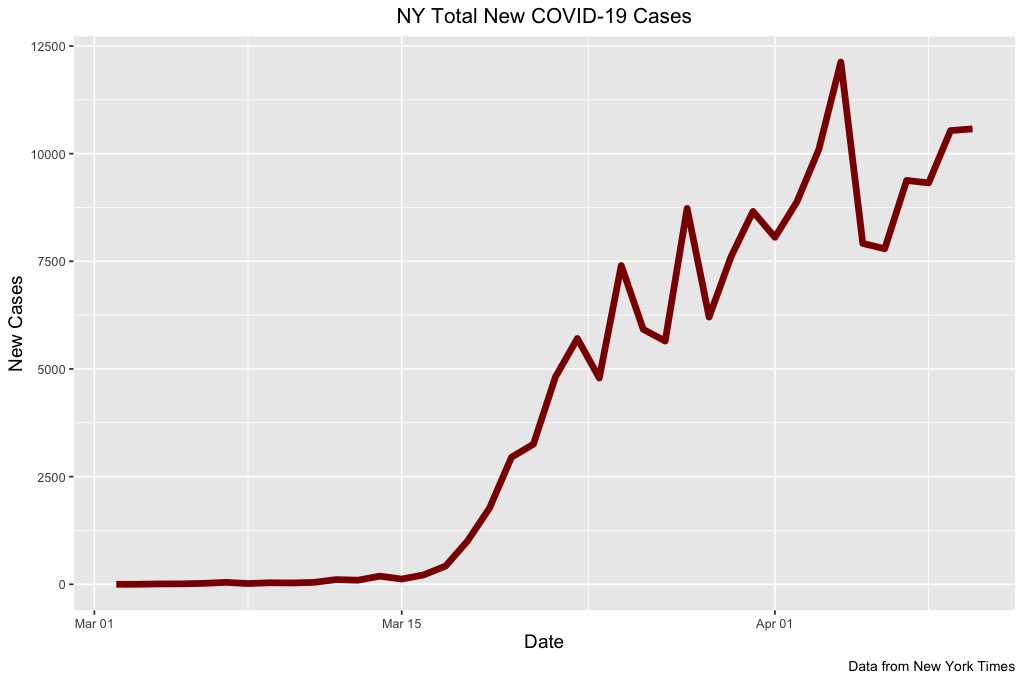 NY Total New COVID-19 Cases
12500
10000
7500
5000
2500
0
New Cases
Mar 01
Mar 15
Apr 01
Date
Data from New York Times